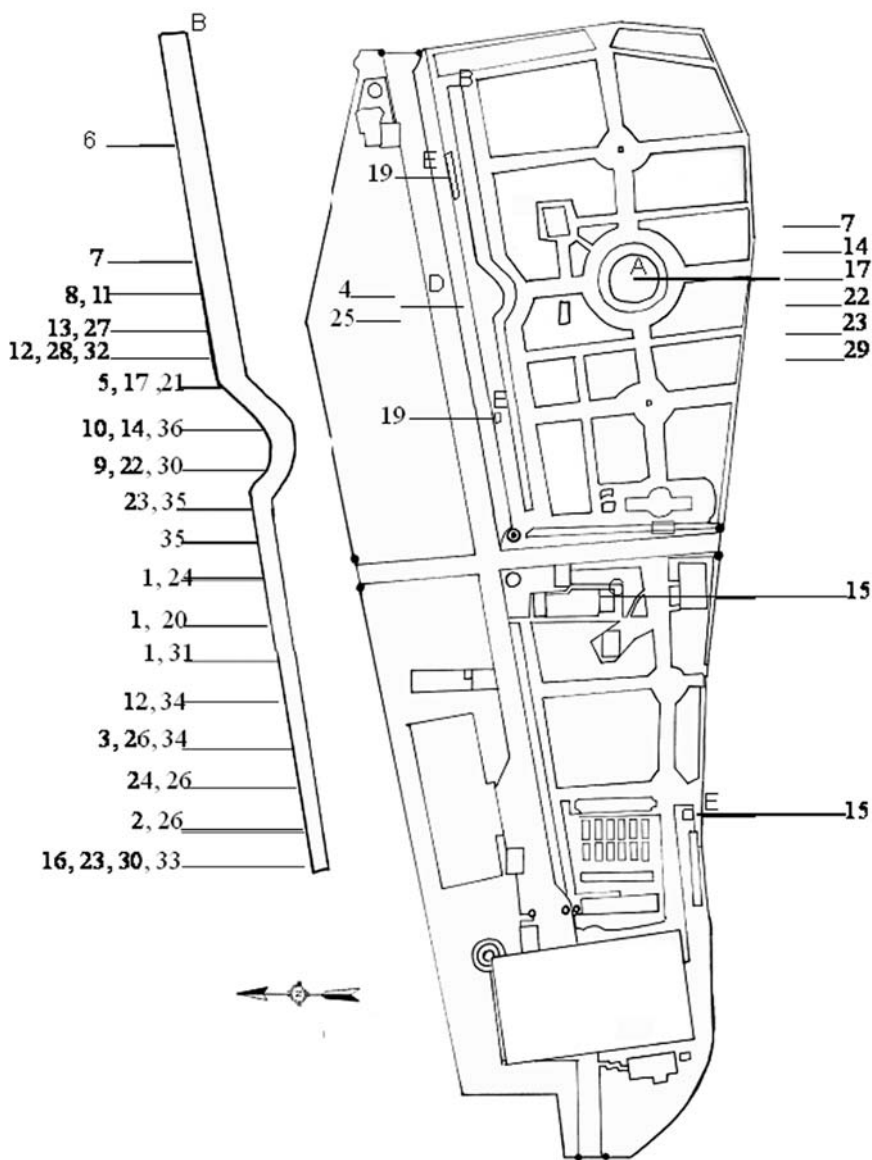 B
6
7
8, 11
13, 27
12, 28, 32
5, 17 ,21
10, 14, 36
9, 22, 30
23, 35
35
1, 24
1, 20
1, 31
12, 34
3, 26, 34
24, 26
2, 26
16, 23, 30, 33
B
E
19
D
4
25
E
19
A
7
14
17
22
23
29
15
E
15
N